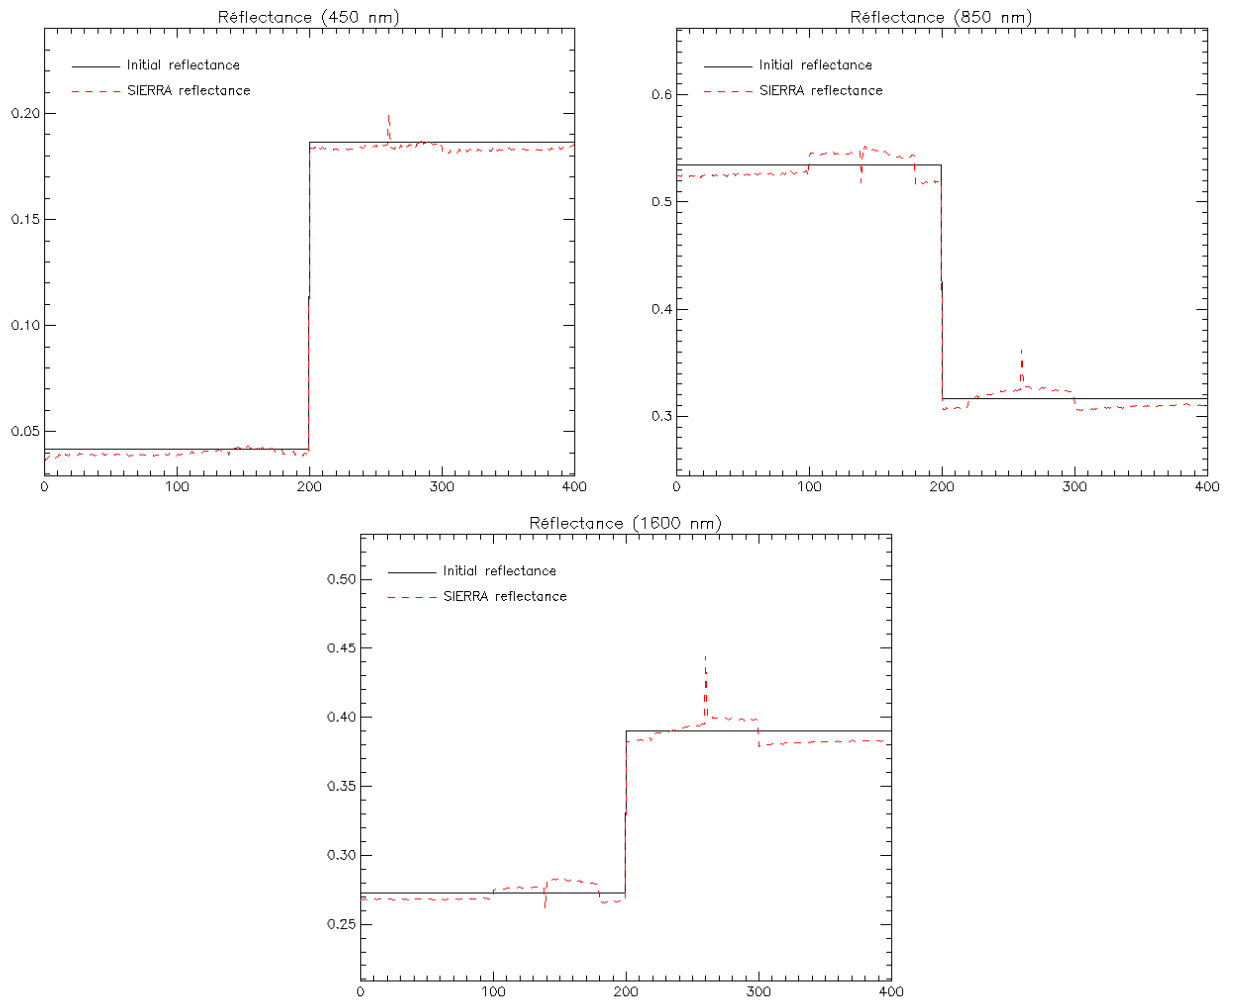 Réflectance (450 nm)
Initial reflectance
SIERRA reflectance
0.20
0.15
0.10
0.05
0 100 200 300 400
Réflectance (850 nm)
Initial reflectance
SIERRA reflectance
0.6
0.5
0.4
0.3
0 100 200 300 400
Réflectance (1600 nm)
Initial reflectance
SIERRA reflectance
0.50
0.45
0.40
0.35
0.30
0.25
0 100 200 300 400